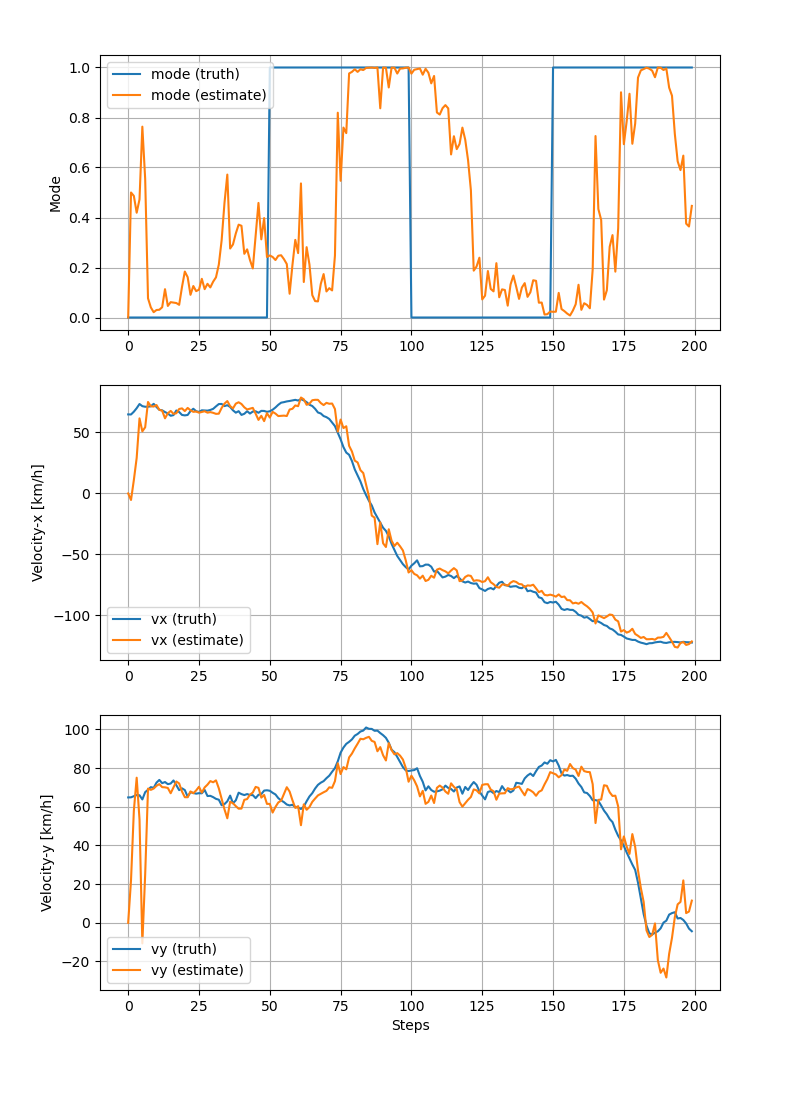 1.0
0.8
0.6
0.4
0.2
0.0
Mode
mode (truth)
mode (estimate)
0 25 50 75 100 125 150 175 200
50
0
−50
−100
Velocity-x [km/h]
vx (truth)
vx (estimate)
0 25 50 75 100 125 150 175 200
100
80
60
40
20
0
−20
Velocity-y [km/h]
vy (truth)
vy (estimate)
0 25 50 75 100 125 150 175 200
Steps